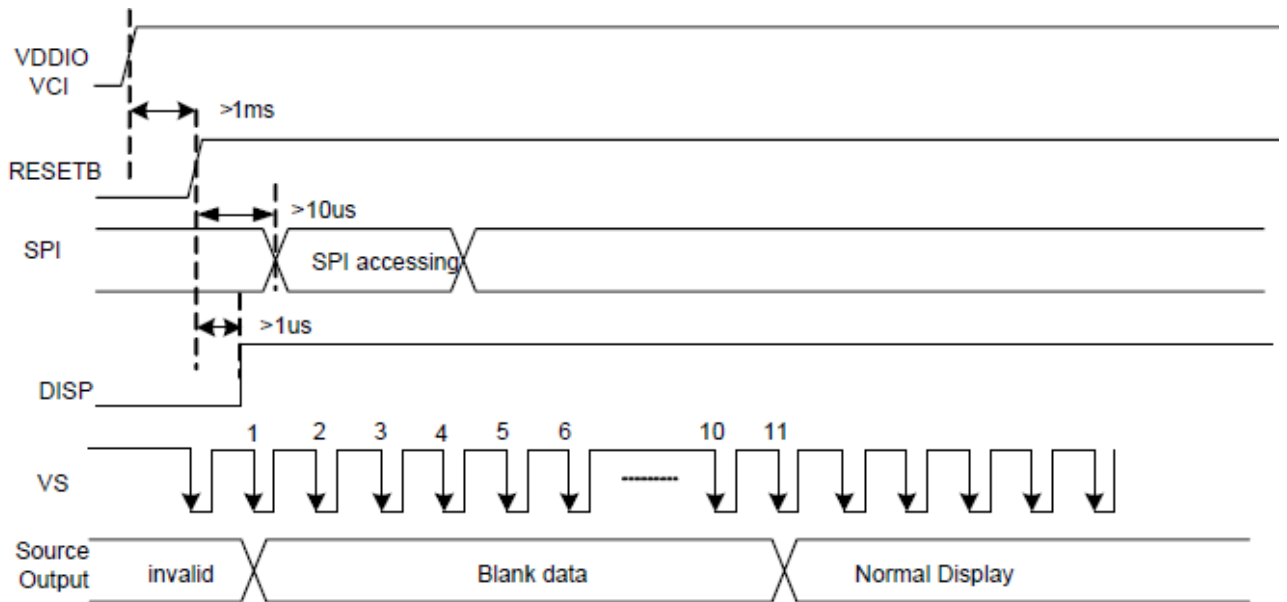 VDDIO
VCI
>1ms
RESETB
>10us
SPI
SPI accessing
>1us
DISP
1 2 3 4 5 6 10 11
VS
Source
Output
invalid
Blank data
Normal Display